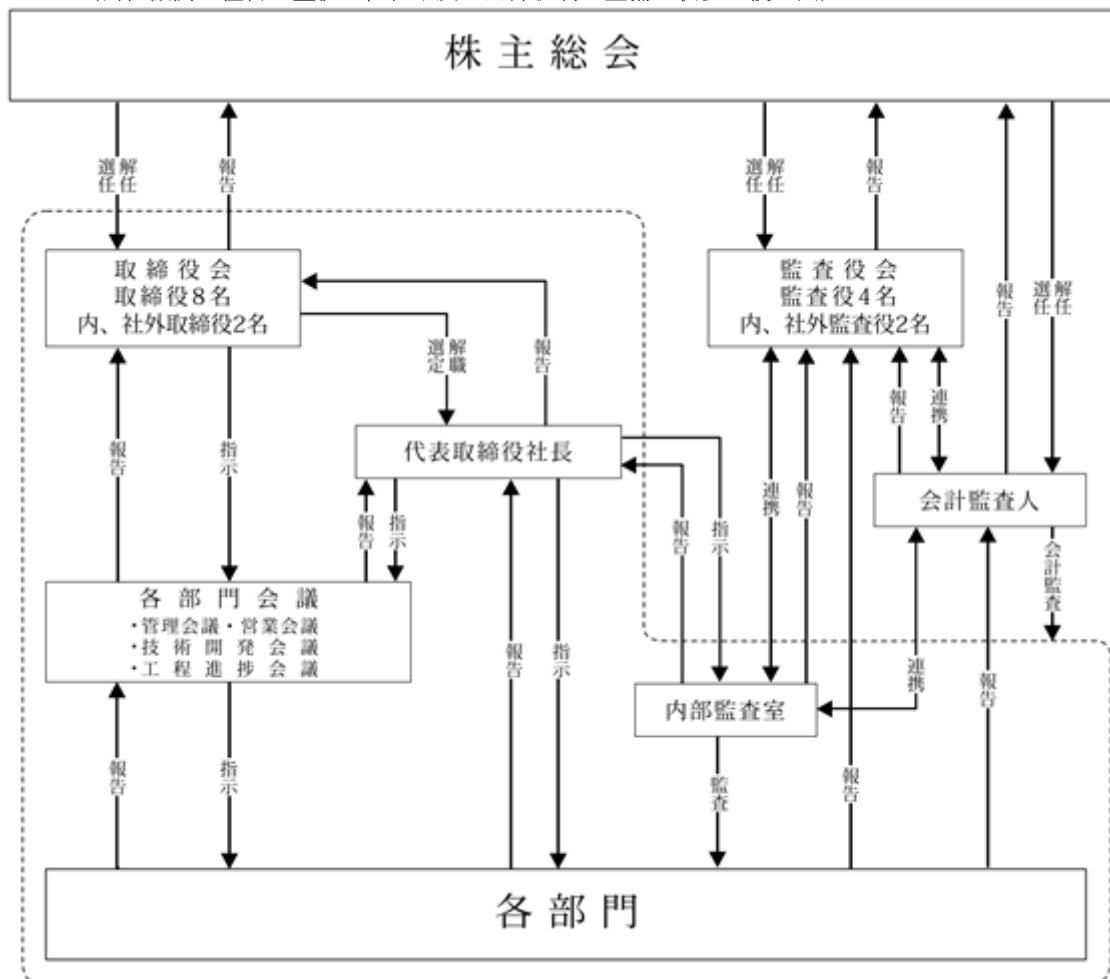 株主総会
選任
解任
報告
選任
解任
報告
報告
選任
解任
取締役会
取締役8名
内、社外取締役2名
監査役会
監査役4名
内、社外監査役2名
選定
解職
報告
報告
連携
報告
指示
代表取締役社長
会計監査人
報告
指示
報告
指示
連携
報告
会計監査
各部門会議
・管理会議・営業会議
・技術開発会議
・工程進捗会議
報告
指示
連携
報告
内部監査室
報告
指示
監査
報告
各部門